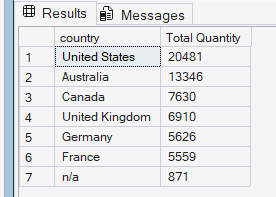 Results Messages
country Total Quantity
1 United States 20481
2 Australia 13346
3 Canada 7630
4 United Kingdom 6910
5 Germany 5626
6 France 5559
7 n/a 871